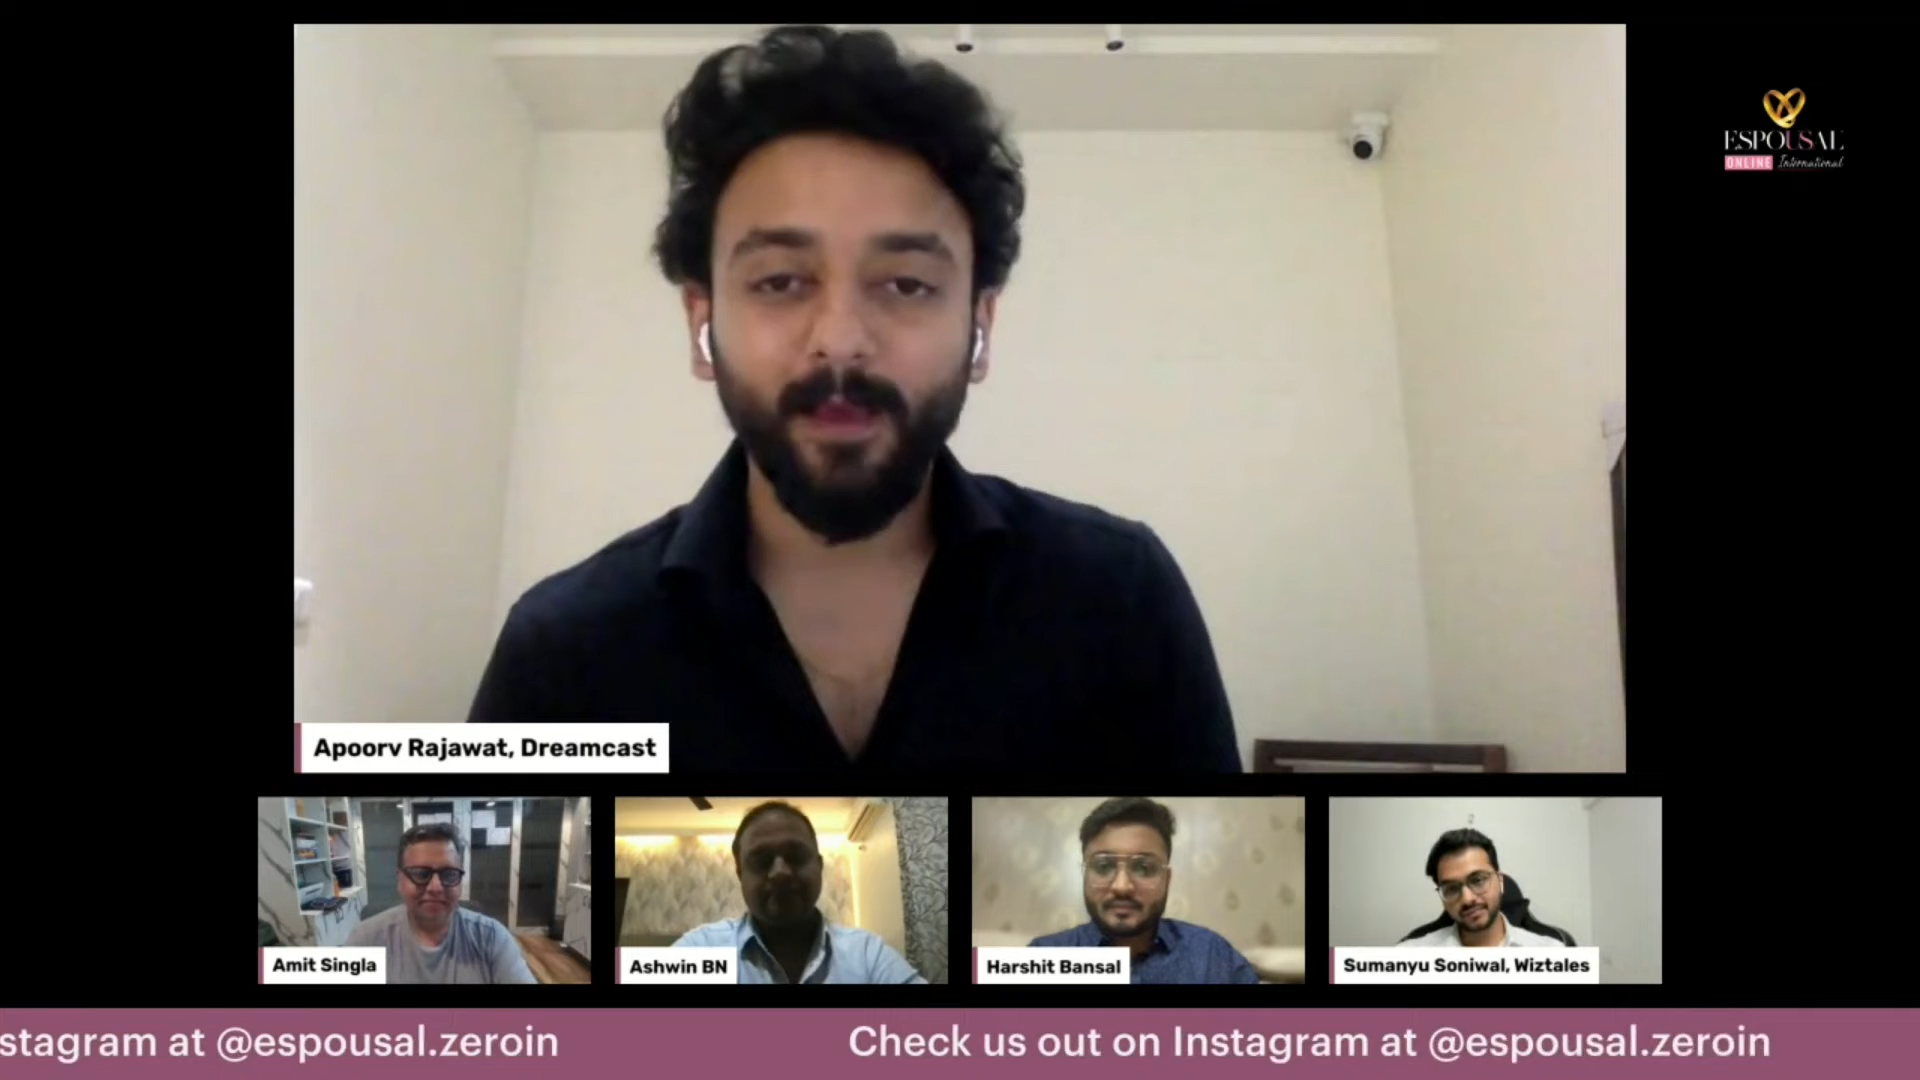 ESPOUSAL
ONLINE International
Apoorv Rajawat, Dreamcast
Amit Singla
Ashwin BN
Harshit Bansal
Sumanyu Soniwal, Wiztales
stagram at @espousal.zeroin
Check us out on Instagram at @espousal.zeroin